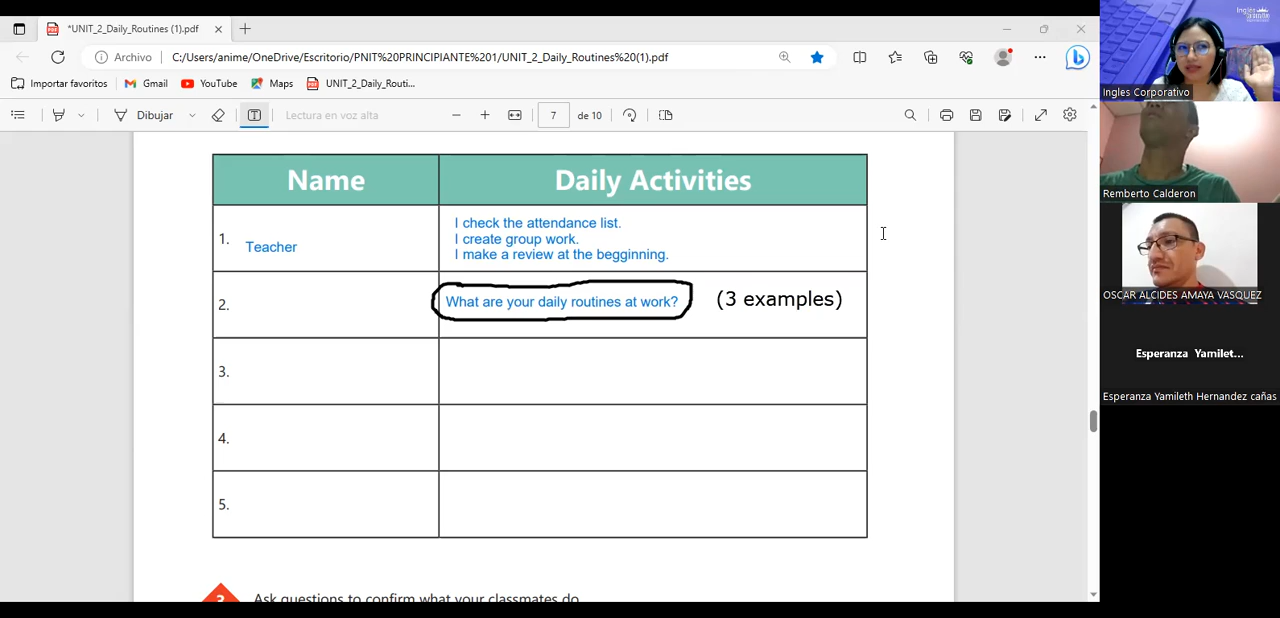 *UNIT_2_Daily_Routines (1).pdf
Archivo
C:/Users/anime/OneDrive/Escritorio/PNIT%20PRINCIPIANTE%201/UNIT_2_Daily_Routines%20(1).pdf
Importar favoritos
Gmail
YouTube
Maps
UNIT_2_Daily_Routi...
Dibujar
Lectura en voz alta
7
de 10
Name
Daily Activities
1.
Teacher
I check the attendance list.
I create group work.
I make a review at the begginning.
2.
What are your daily routines at work?
(3 examples)
3.
4.
5.
3
Ask questions to confirm what your classmates do
Ingles Corporativo
Remberto Calderon
OSCAR ALCIDES AMAYA VASQUEZ
Esperanza Yamilet...
Esperanza Yamileth Hernandez cañas